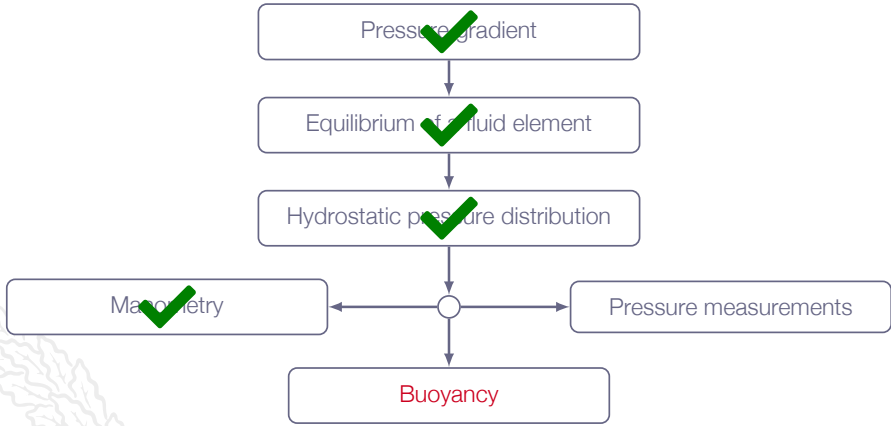 Pressure gradient
Equilibrium of a fluid element
Hydrostatic pressure distribution
Manometry
Pressure measurements
Buoyancy